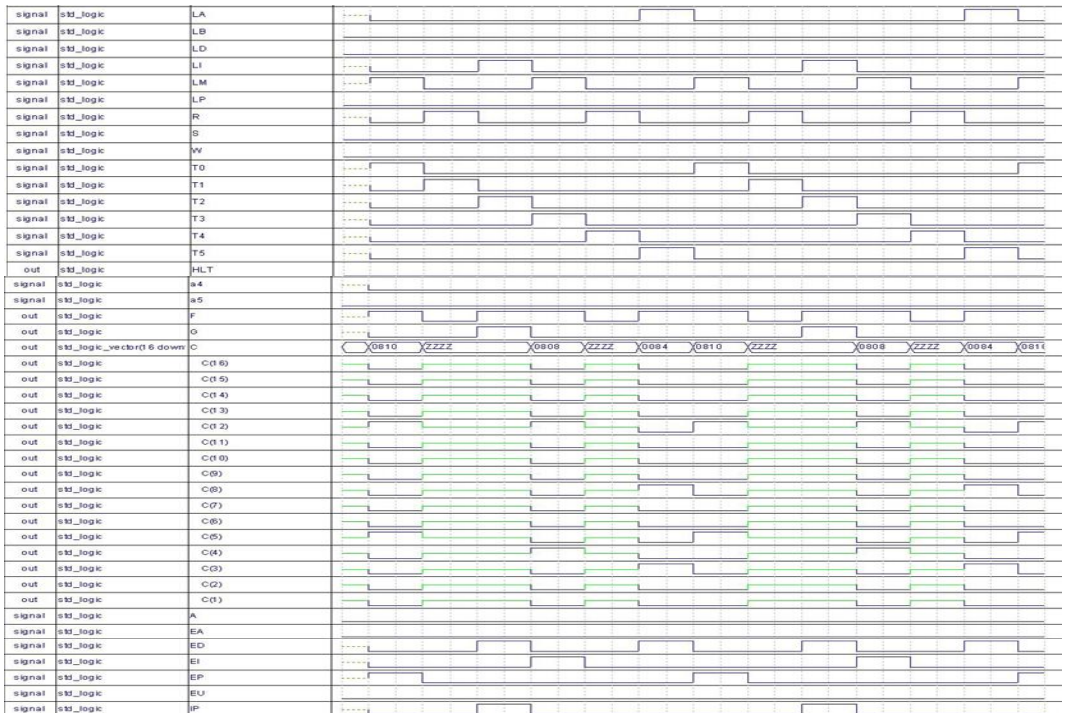 signal std_logic LA
signal std_logic LB
signal std_logic LD
signal std_logic LI
signal std_logic LM
signal std_logic LP
signal std_logic R
signal std_logic S
signal std_logic W
signal std_logic T0
signal std_logic T1
signal std_logic T2
signal std_logic T3
signal std_logic T4
signal std_logic T5
out std_logic HLT
signal std_logic a4
signal std_logic a5
out std_logic F
out std_logic G
out std_logic_vector(16 down C 0810 ZZZZ 0808 ZZZZ 0084 0810 ZZZZ 0808 ZZZZ 0084 081
out std_logic C(16)
out std_logic C(15)
out std_logic C(14)
out std_logic C(13)
out std_logic C(12)
out std_logic C(11)
out std_logic C(10)
out std_logic C(9)
out std_logic C(8)
out std_logic C(7)
out std_logic C(6)
out std_logic C(5)
out std_logic C(4)
out std_logic C(3)
out std_logic C(2)
out std_logic C(1)
signal std_logic A
signal std_logic EA
signal std_logic ED
signal std_logic EI
signal std_logic EP
signal std_logic EU
signal std_logic IP